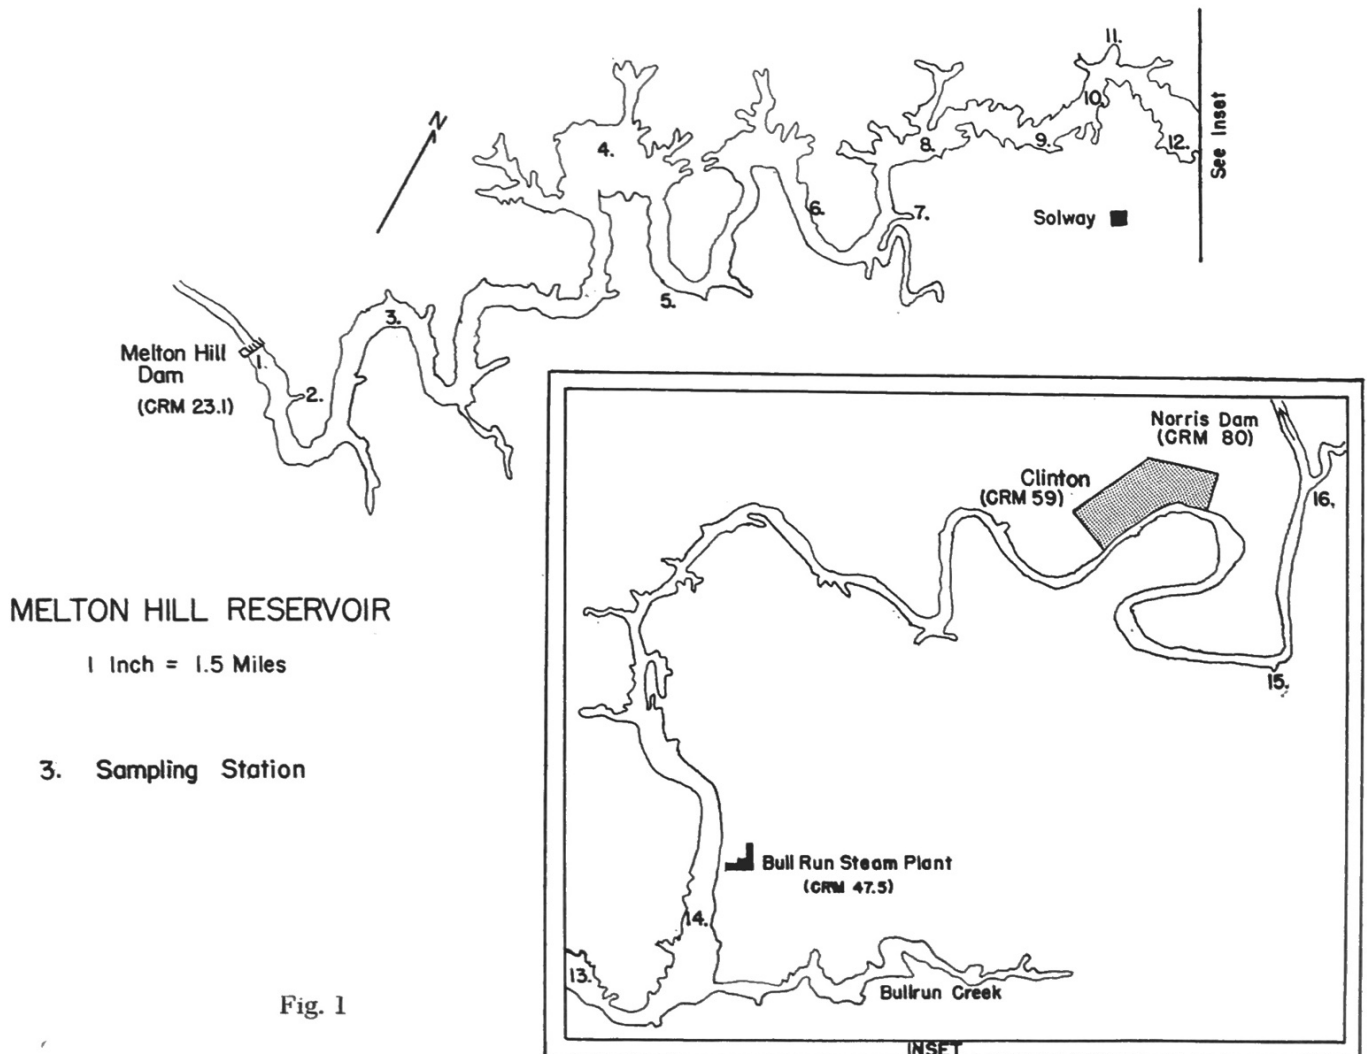 N
11.
10.
4.
8.
9.
12.
See Inset
6.
7.
Solway
5.
3.
Melton Hill
Dam
(CRM 23.1)
1.
2.
Norris Dam
(CRM 80)
Clinton
(CRM 59)
16.
MELTON HILL RESERVOIR
1 Inch = 1.5 Miles
15.
3. Sampling Station
Bull Run Steam Plant
(CRM 47.5)
14.
13.
Bullrun Creek
Fig. 1
INSET